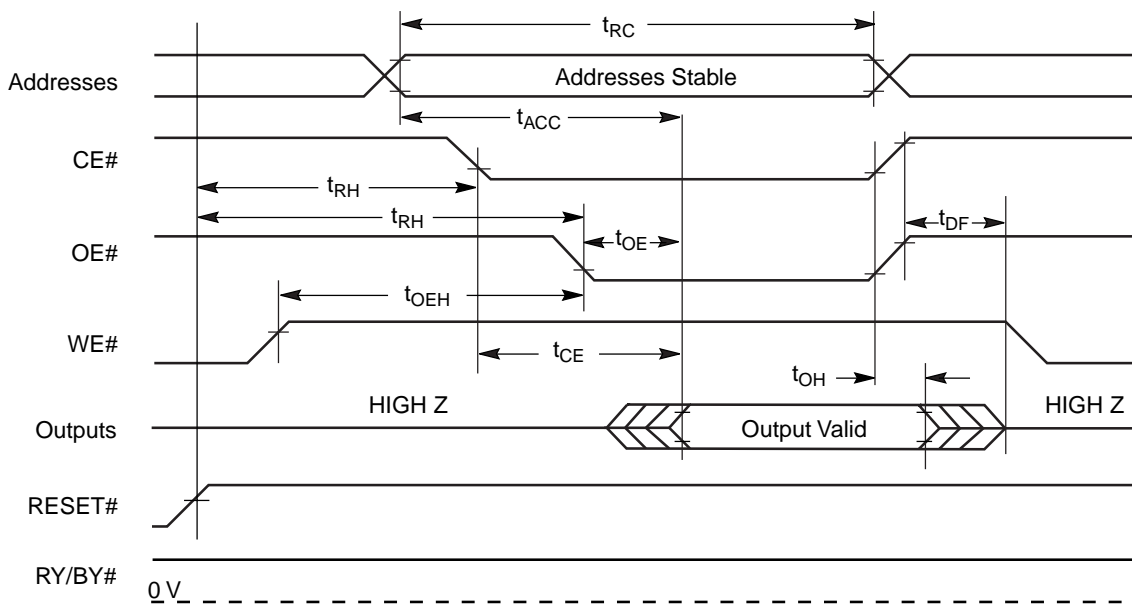 tRC
Addresses
Addresses Stable
tACC
CE#
tRH
tRH
tOE
tDF
OE#
tOEH
WE#
tCE
tOH
HIGH Z
HIGH Z
Outputs
Output Valid
RESET#
RY/BY#
0 V